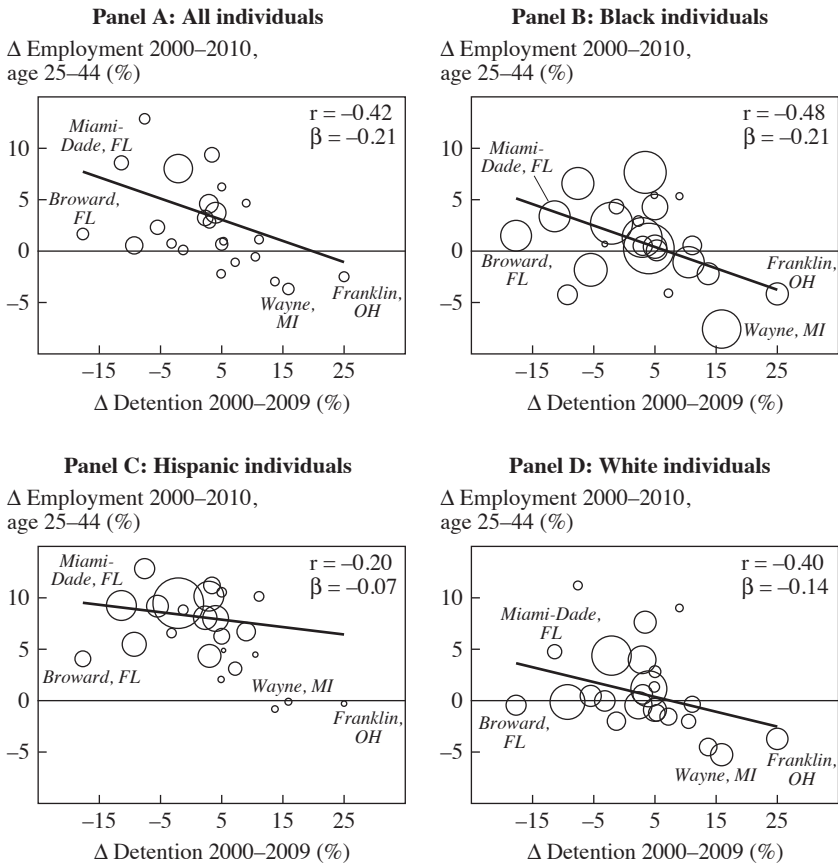 Panel A: All individuals
Δ Employment 2000–2010,
age 25–44 (%)
r = –0.42
β = –0.21
Miami-
Dade, FL
Broward,
FL
Wayne,
MI
Franklin,
OH
10
5
0
–5
–15
–5
5
15
25
Δ Detention 2000–2009 (%)
Panel B: Black individuals
Δ Employment 2000–2010,
age 25–44 (%)
r = –0.48
β = –0.21
Miami-
Dade, FL
Broward,
FL
Franklin,
OH
Wayne, MI
10
5
0
–5
–15
–5
5
15
25
Δ Detention 2000–2009 (%)
Panel C: Hispanic individuals
Δ Employment 2000–2010,
age 25–44 (%)
r = –0.20
β = –0.07
Miami-
Dade, FL
Broward, FL
Wayne, MI
Franklin,
OH
10
5
0
–5
–15
–5
5
15
25
Δ Detention 2000–2009 (%)
Panel D: White individuals
Δ Employment 2000–2010,
age 25–44 (%)
r = –0.40
β = –0.14
Miami-Dade,
FL
Broward,
FL
Wayne, MI
Franklin,
OH
10
5
0
–5
–15
–5
5
15
25
Δ Detention 2000–2009 (%)